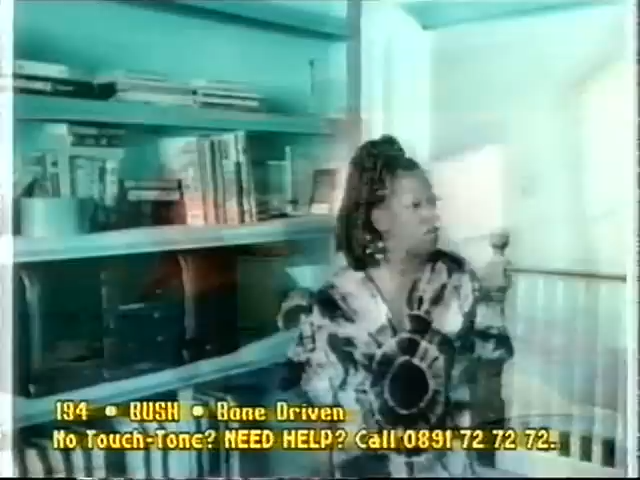 194 • BUSH • Bone Driven
No Touch-Tone? NEED HELP? Call 0891 72 72 72.